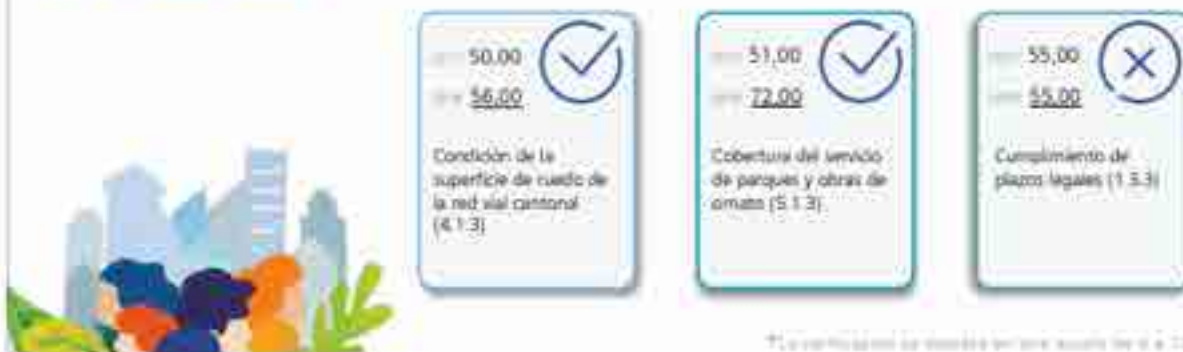 50,00
56,00
Condición de la
superficie de ruedo de
la red vial cantonal
(4.1.3)
51,00
72,00
Cobertura del servicio
de parques y obras de
ornato (5.1.3)
55,00
55,00
Cumplimiento de
plazos legales (1.3.3)